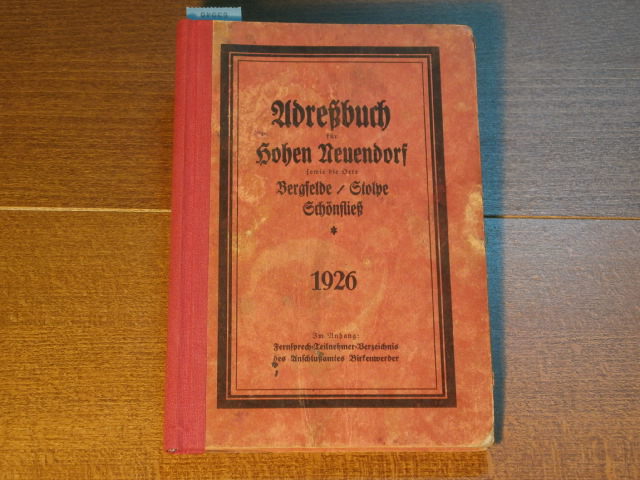 Adreßbuch
für
Hohen Neuendorf
sowie die Orte
Bergfelde / Stolpe
Schönfließ
*
1926
Im Anhang:
Fernsprech-Teilnehmer-Verzeichnis
des Anschlußamtes Birkenwerder